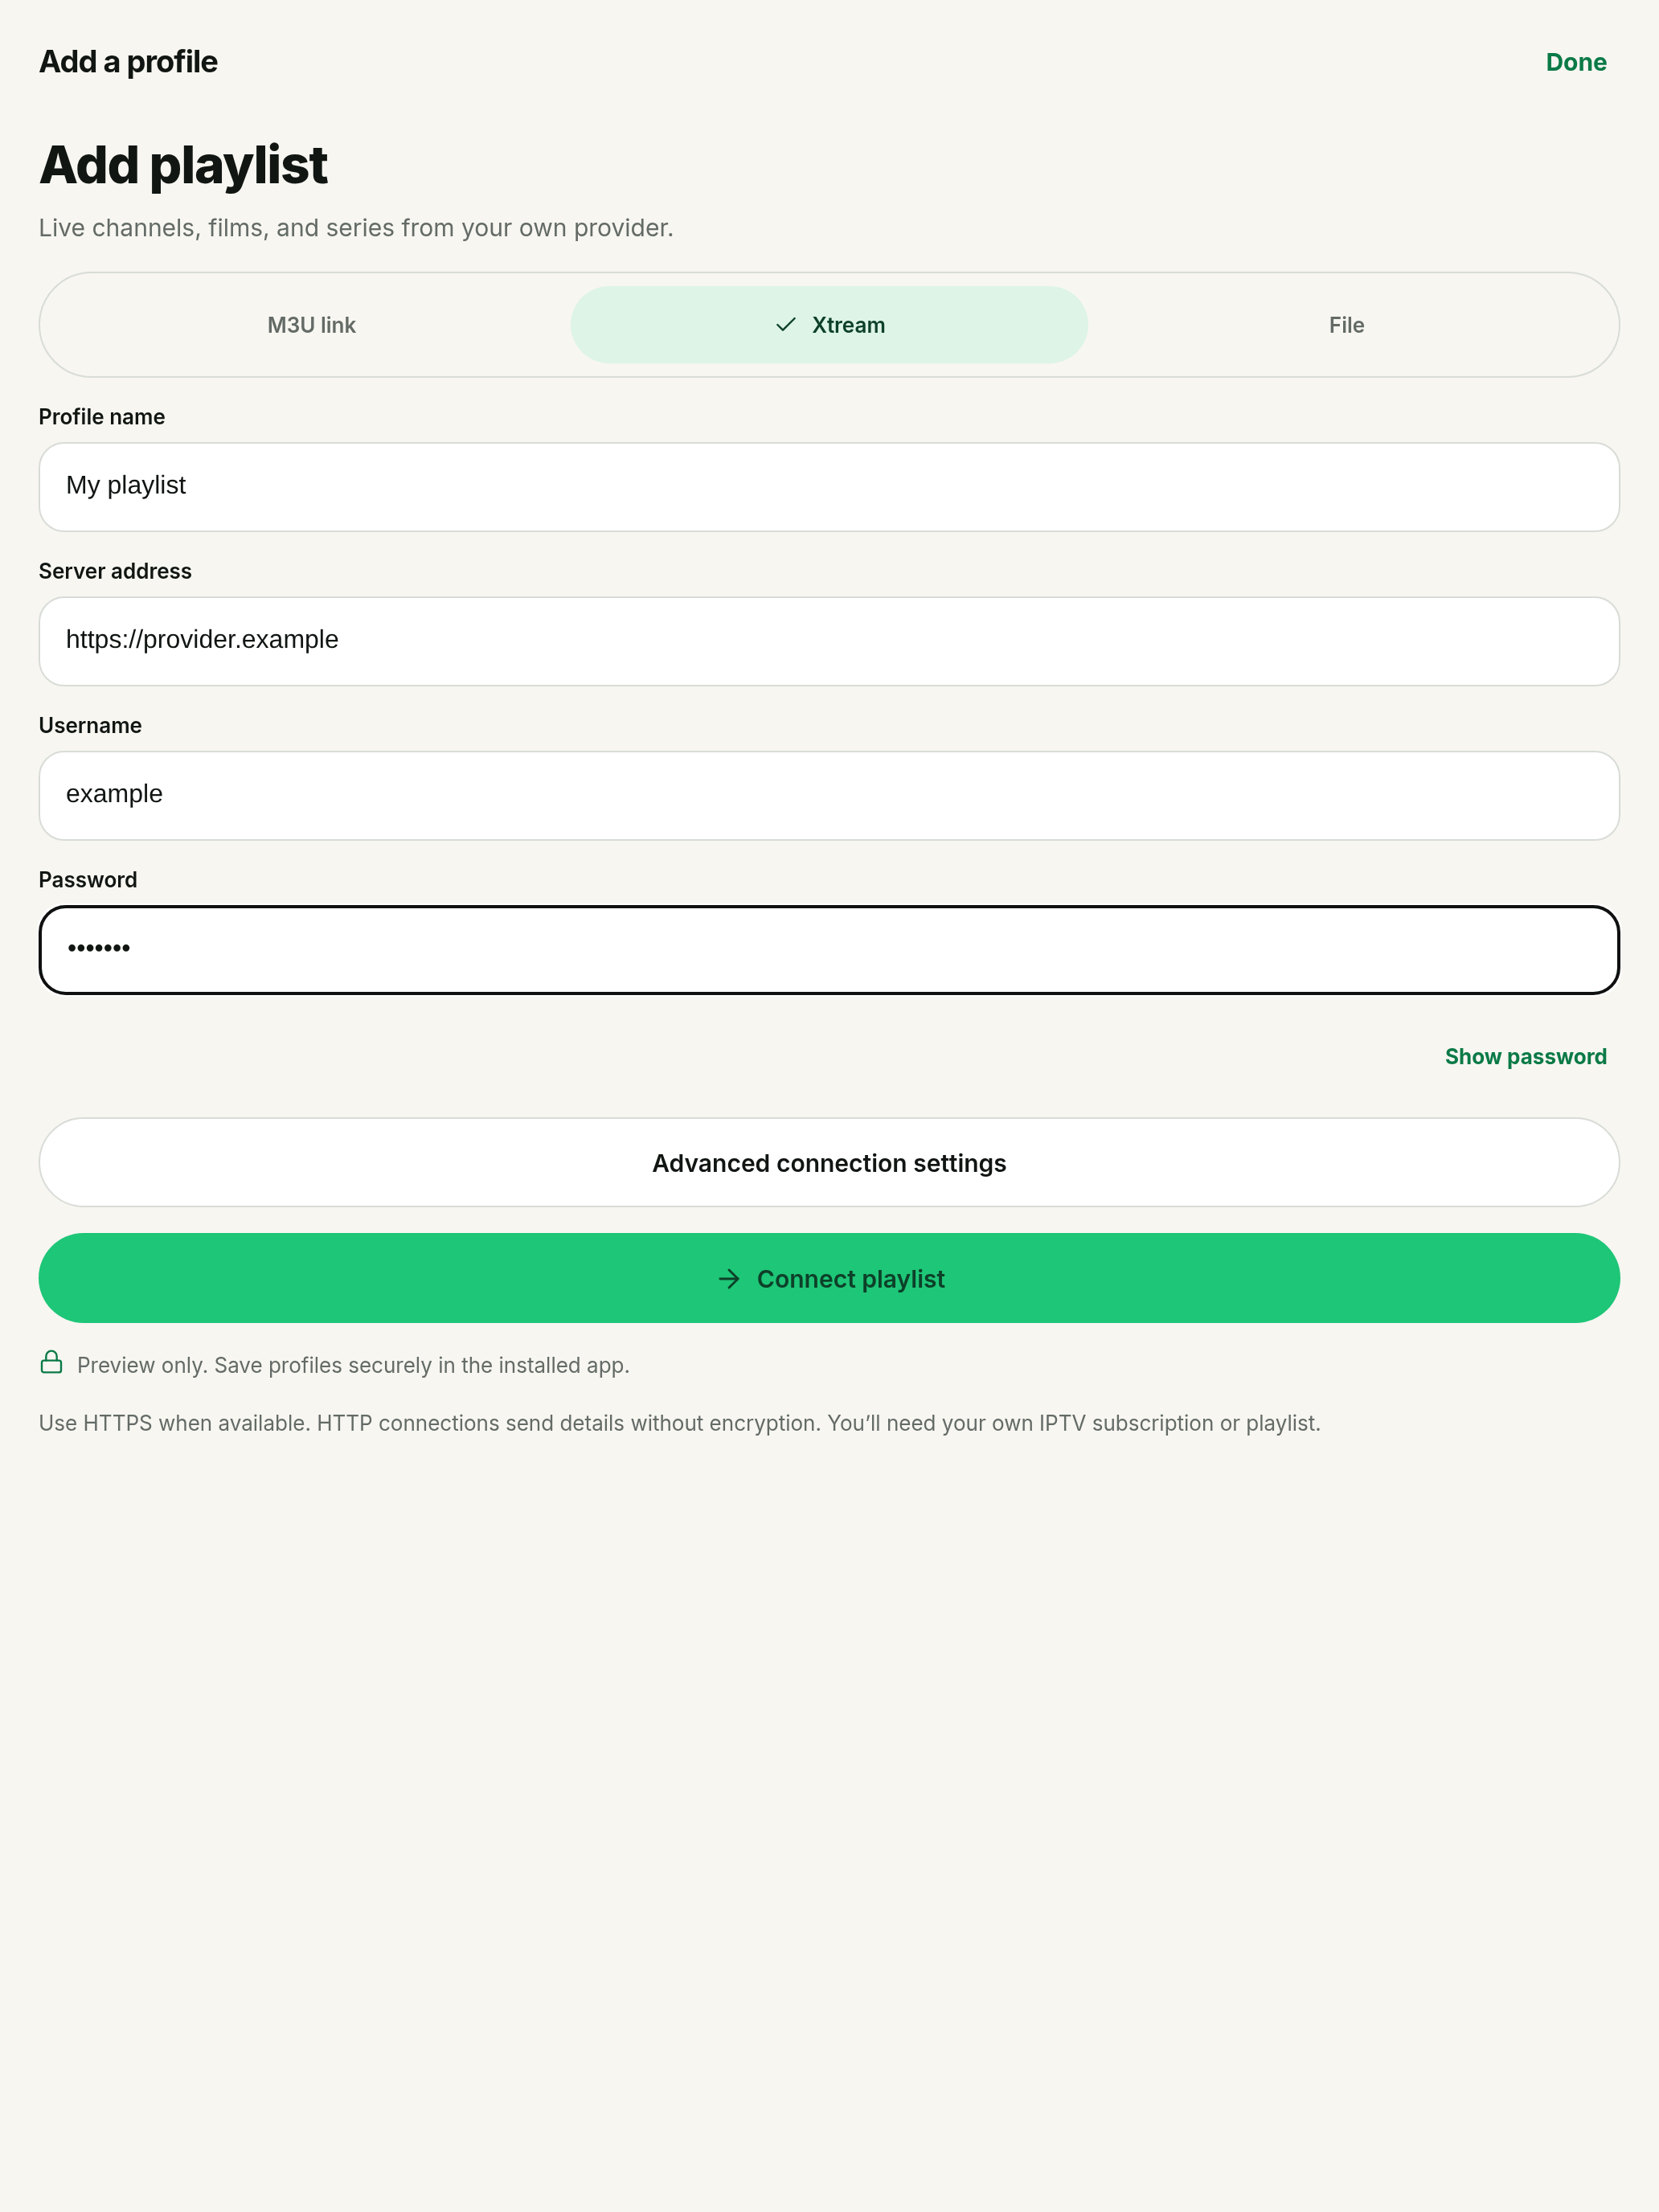 Add a profile
Done
Add playlist
Live channels, films, and series from your own provider.
M3U link
Xtream
File
Profile name
My playlist
Server address
https://provider.example
Username
example
Password
•••••••
Show password
Advanced connection settings
Connect playlist
Preview only. Save profiles securely in the installed app.
Use HTTPS when available. HTTP connections send details without encryption. You’ll need your own IPTV subscription or playlist.